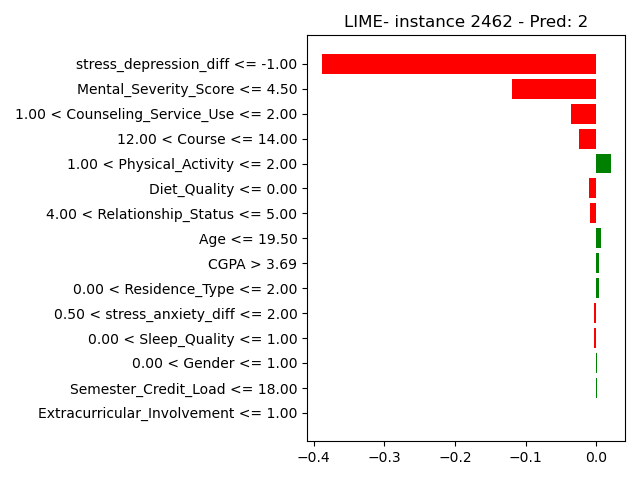 LIME- instance 2462 - Pred: 2
stress_depression_diff <= -1.00
Mental_Severity_Score <= 4.50
1.00 < Counseling_Service_Use <= 2.00
12.00 < Course <= 14.00
1.00 < Physical_Activity <= 2.00
Diet_Quality <= 0.00
4.00 < Relationship_Status <= 5.00
Age <= 19.50
CGPA > 3.69
0.00 < Residence_Type <= 2.00
0.50 < stress_anxiety_diff <= 2.00
0.00 < Sleep_Quality <= 1.00
0.00 < Gender <= 1.00
Semester_Credit_Load <= 18.00
Extracurricular_Involvement <= 1.00
−0.4 −0.3 −0.2 −0.1 0.0